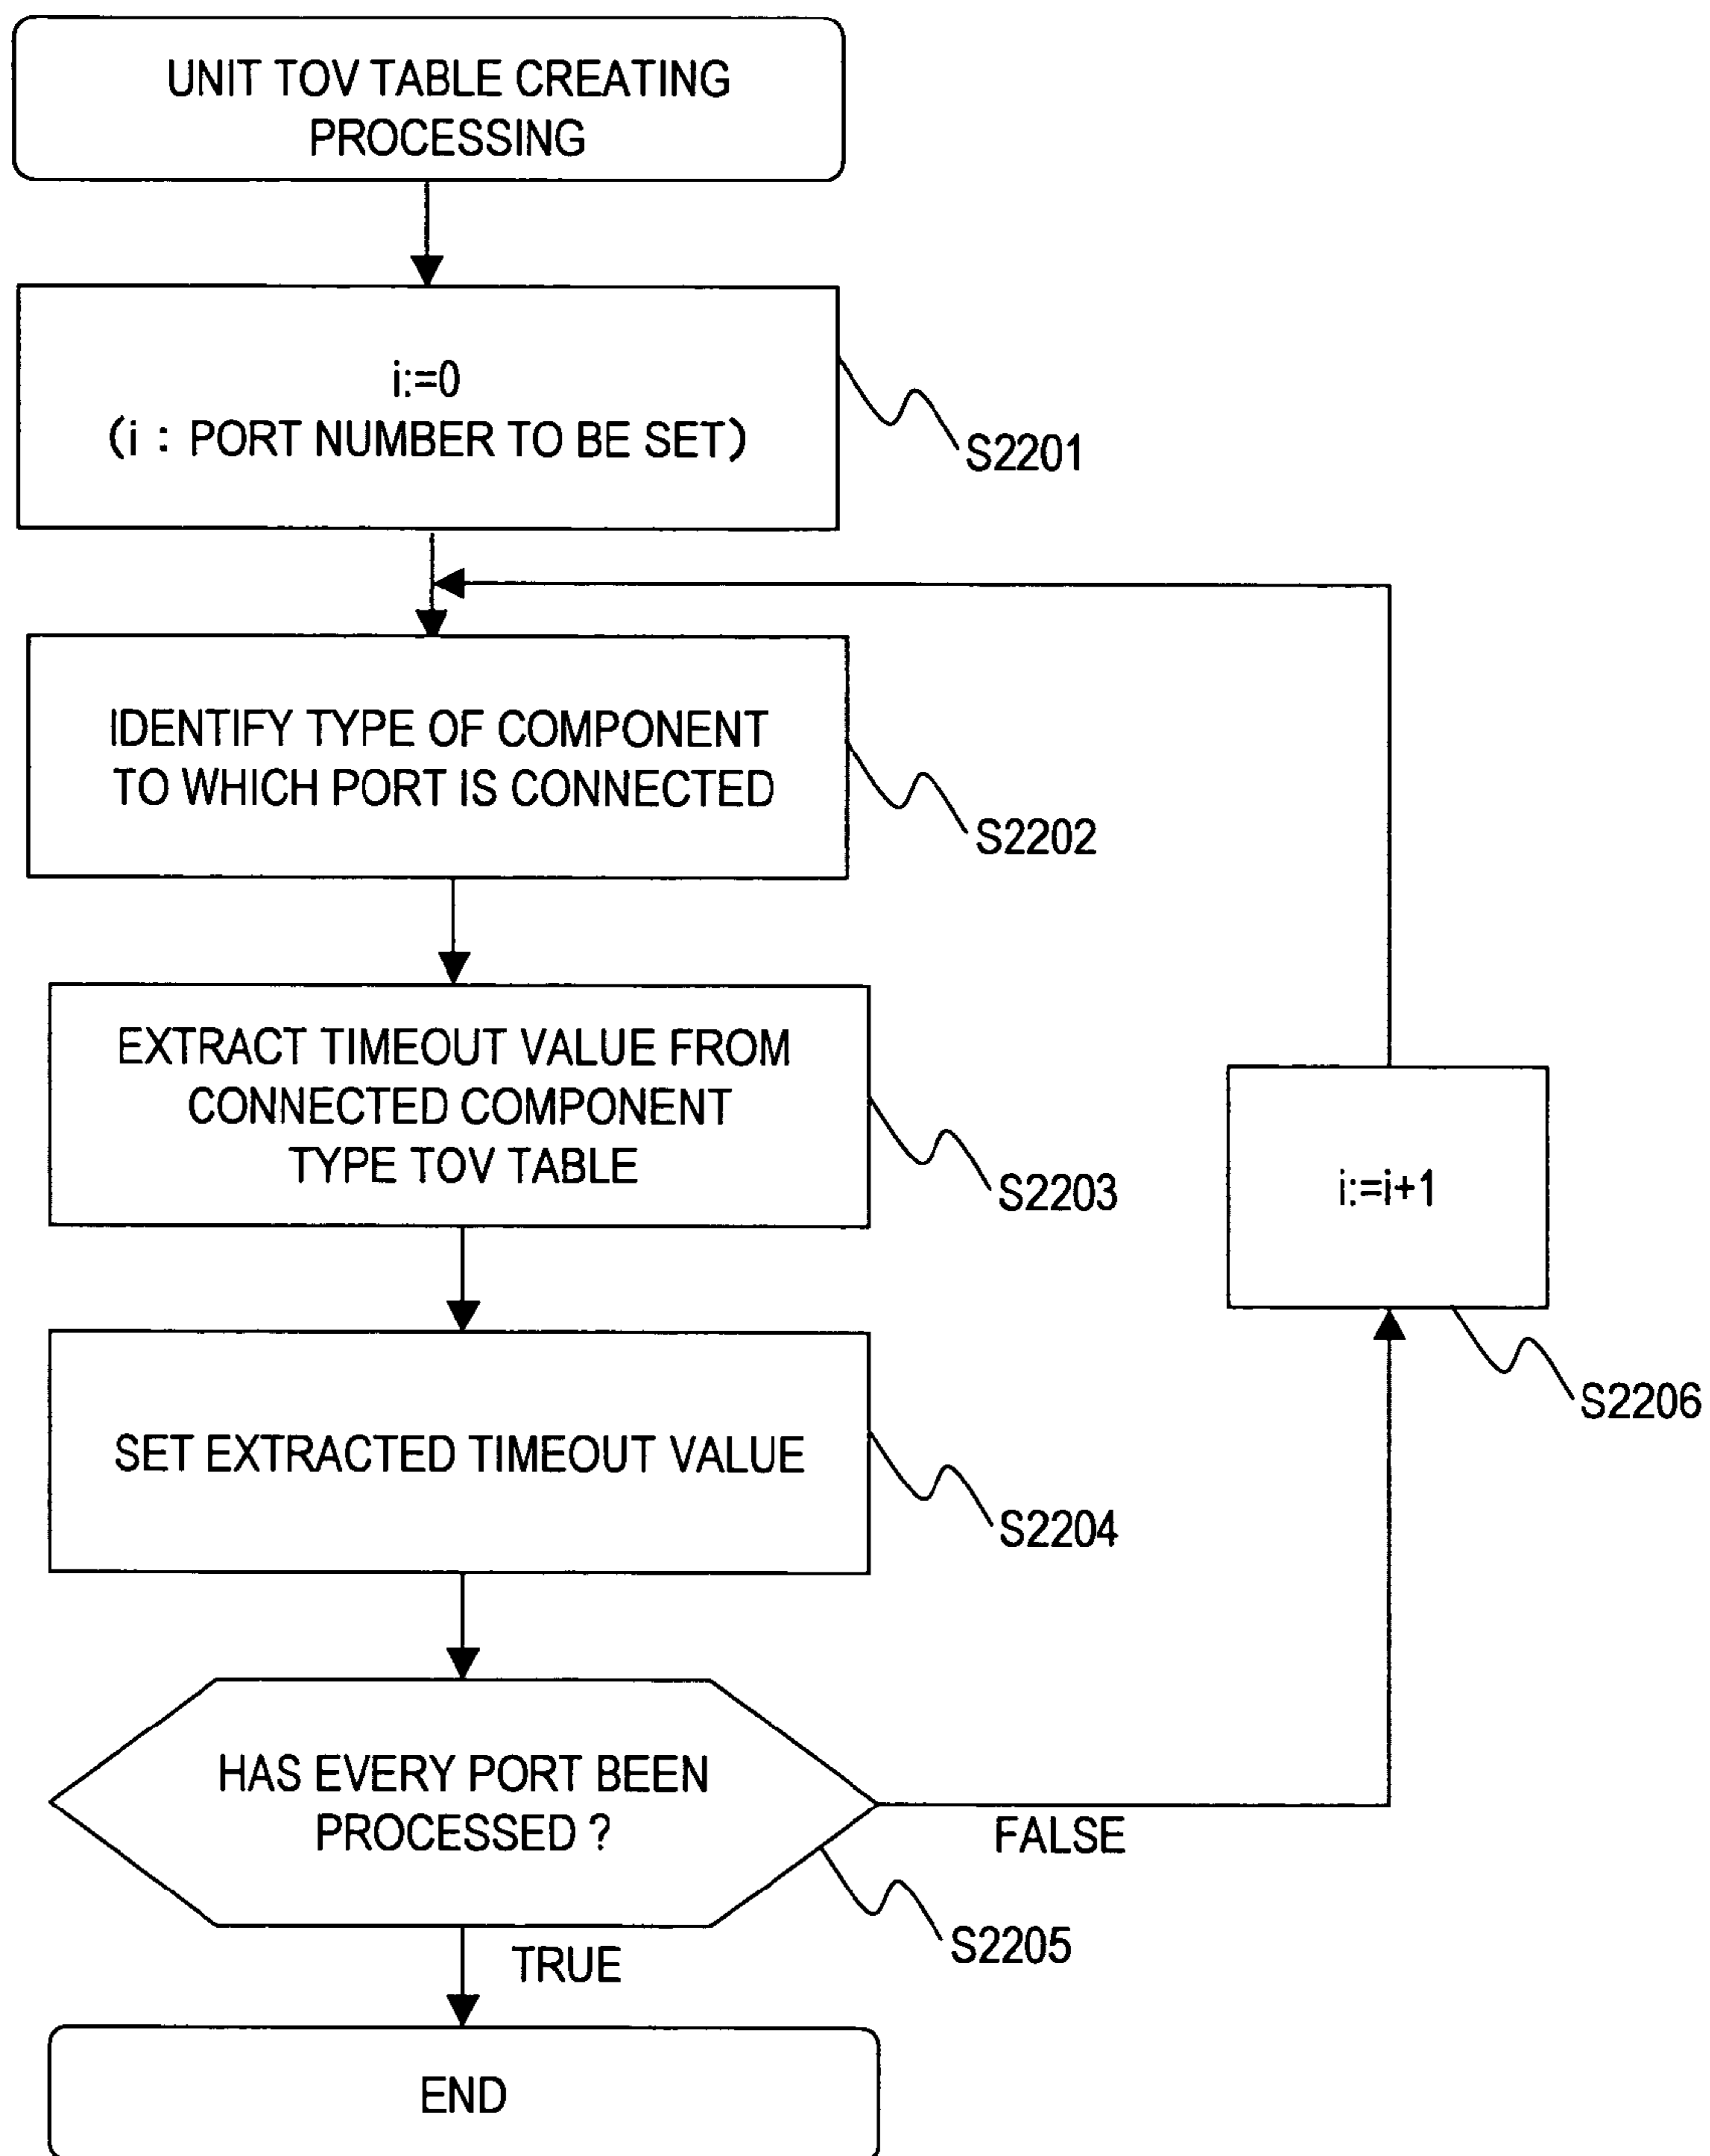 UNIT TOV TABLE CREATING
PROCESSING
i:=0
(i : PORT NUMBER TO BE SET)
S2201
IDENTIFY TYPE OF COMPONENT
TO WHICH PORT IS CONNECTED
S2202
EXTRACT TIMEOUT VALUE FROM
CONNECTED COMPONENT
TYPE TOV TABLE
S2203
i:=i+1
S2206
SET EXTRACTED TIMEOUT VALUE
S2204
HAS EVERY PORT BEEN
PROCESSED ?
FALSE
S2205
TRUE
END